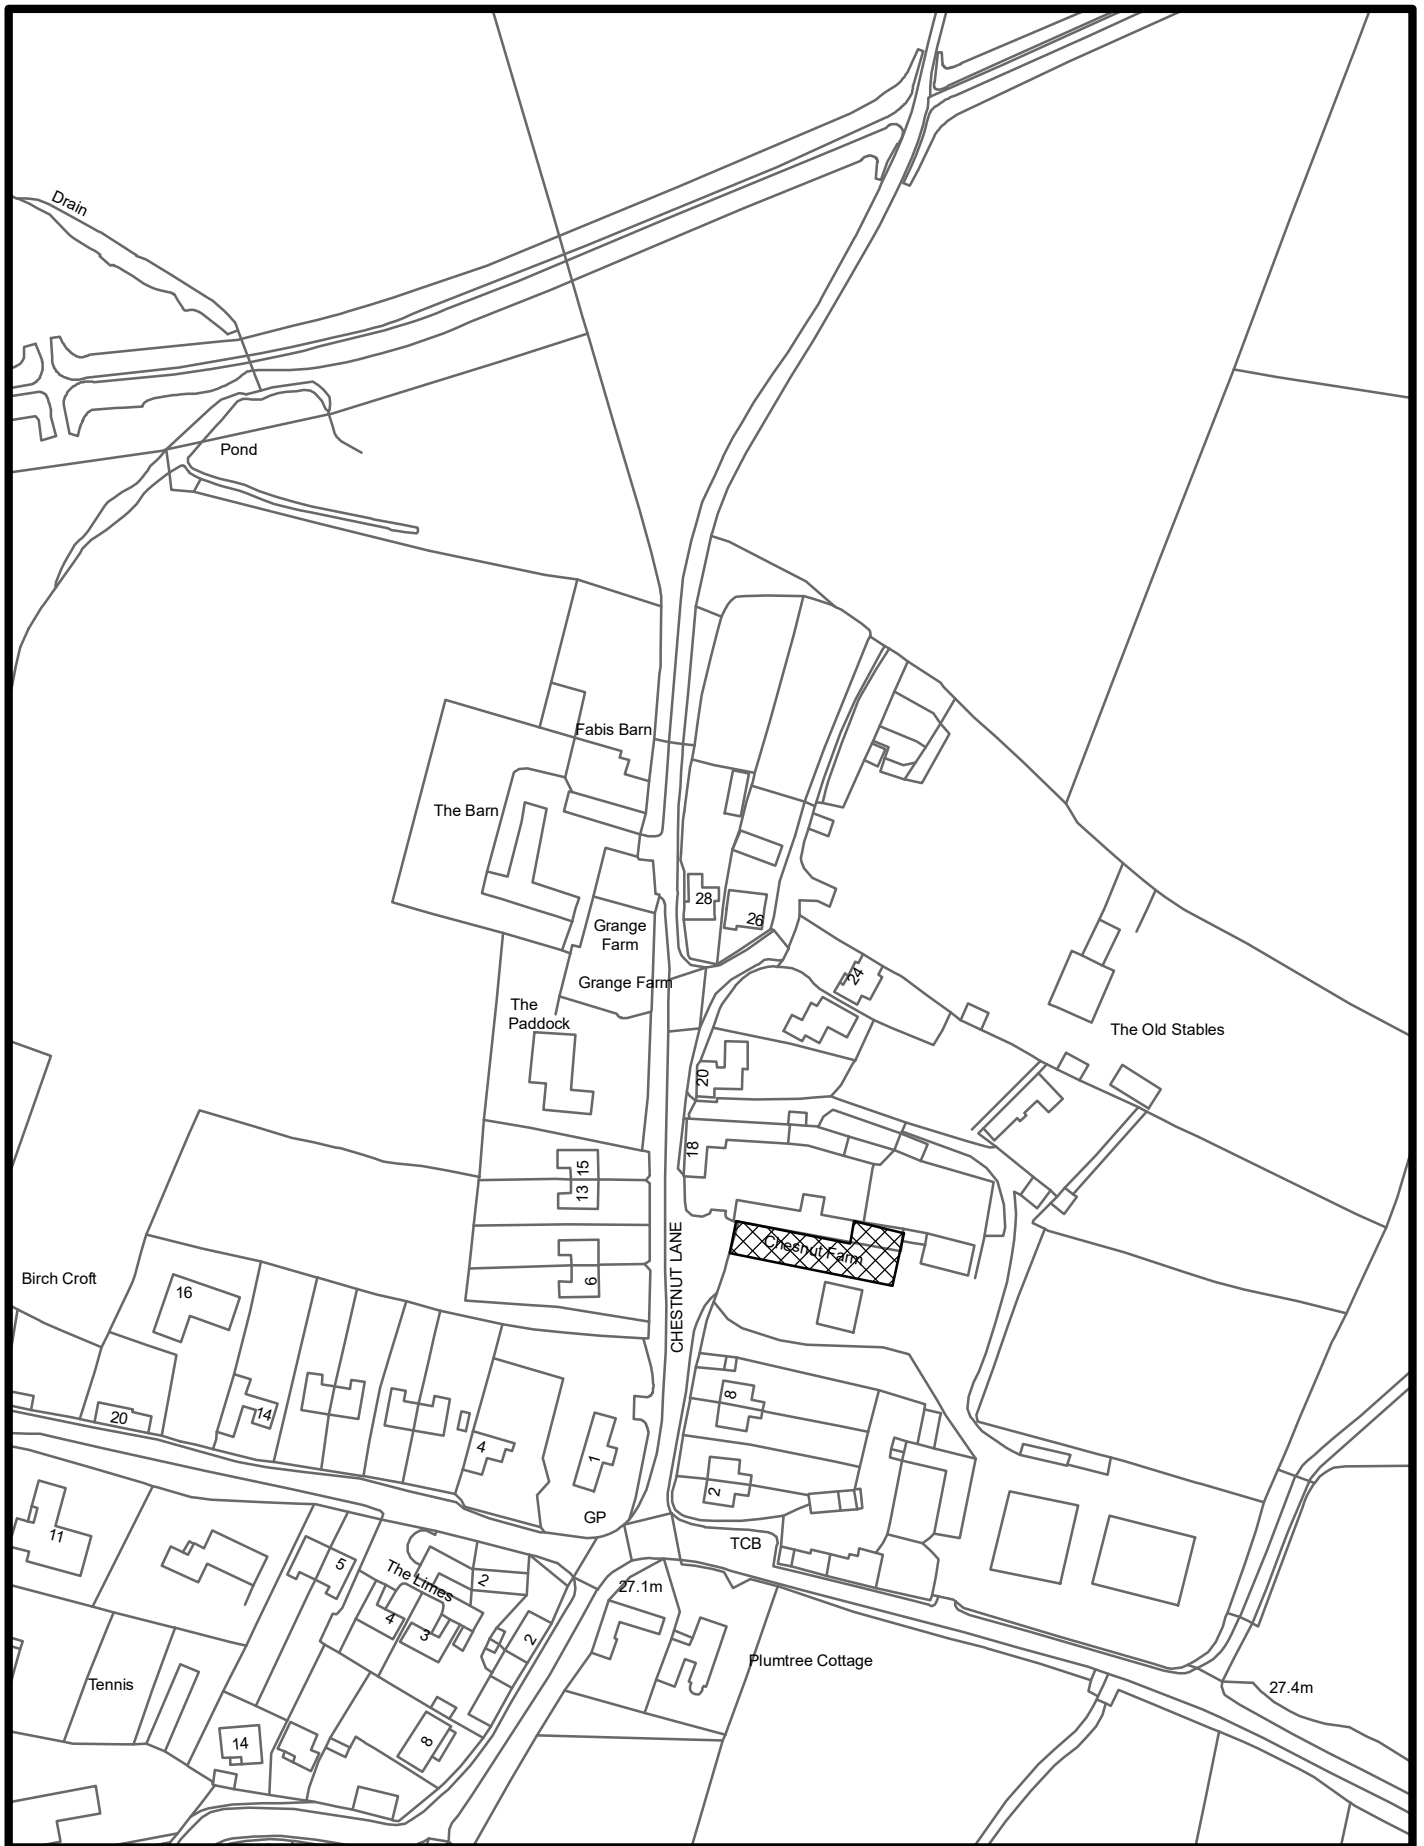 Drain
Pond
Fabis Barn
The Barn
28
26
Grange
Farm
Grange Farm
24
The
Paddock
The Old Stables
20
18
15
13
CHESTNUT LANE
Chesnut Farm
6
Birch Croft
16
20
14
8
4
1
2
GP
TCB
11
5
The Limes
2
27.1m
4
3
2
Plumtree Cottage
Tennis
27.4m
14
8